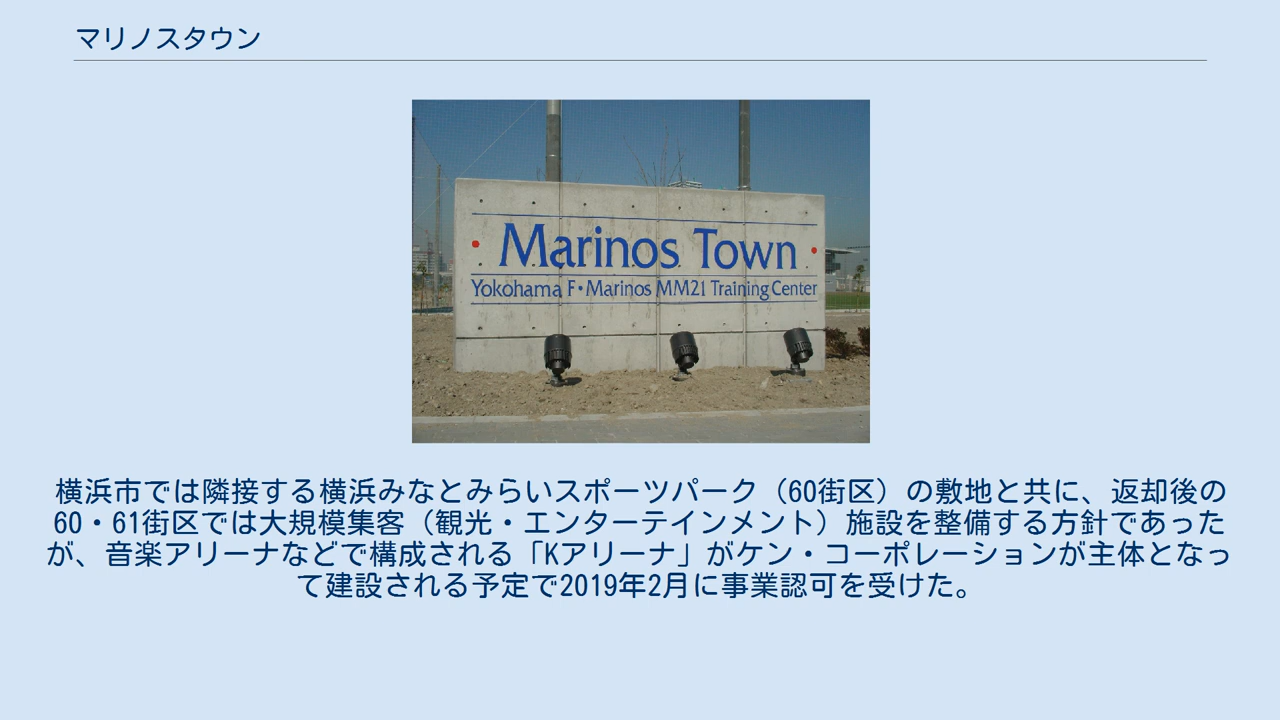 マリノスタウン
Marinos Town
Yokohama F・Marinos MM21 Training Center
横浜市では隣接する横浜みなとみらいスポーツパーク（60街区）の敷地と共に、返却後の
60・61街区では大規模集客（観光・エンターテインメント）施設を整備する方針であった
が、音楽アリーナなどで構成される「Kアリーナ」がケン・コーポレーションが主体となっ
て建設される予定で2019年2月に事業認可を受けた。